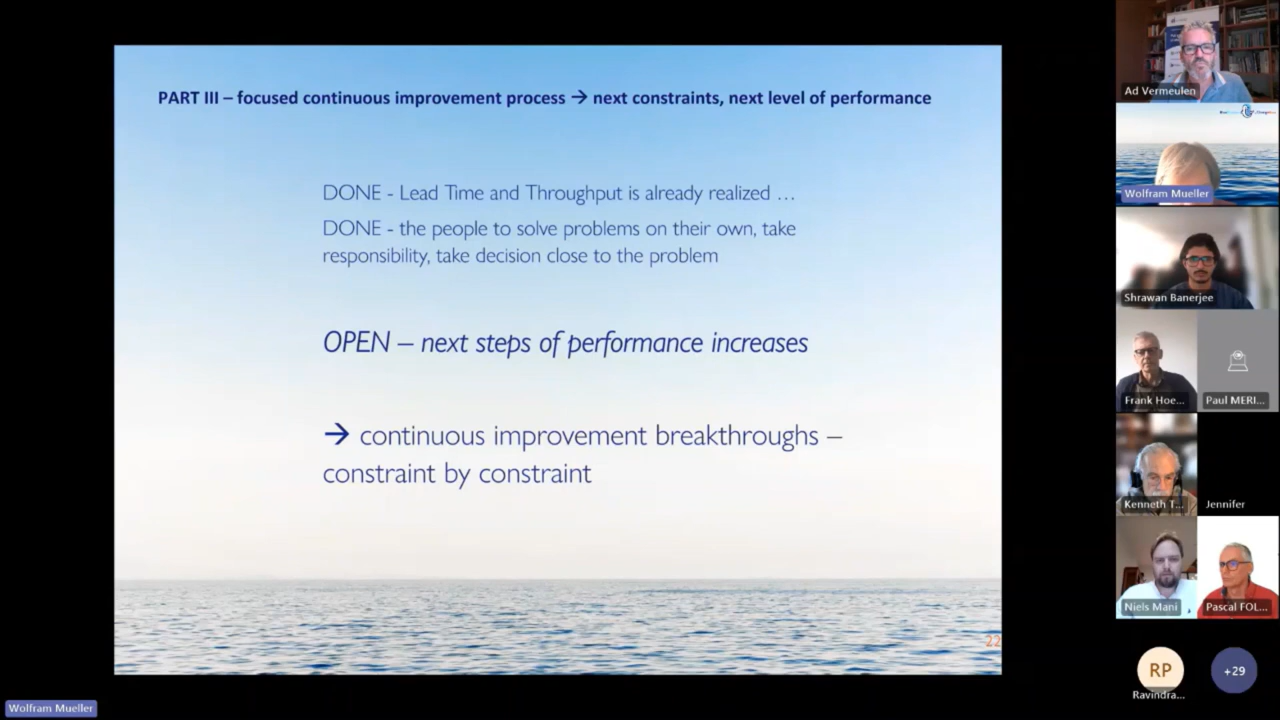 PART III – focused continuous improvement process → next constraints, next level of performance
DONE - Lead Time and Throughput is already realized …
DONE - the people to solve problems on their own, take
responsibility, take decision close to the problem
OPEN – next steps of performance increases
→ continuous improvement breakthroughs –
constraint by constraint
22
Ad Vermeulen
Wolfram Mueller
Shrawan Banerjee
Frank Hoe...
Paul MERI...
Kenneth T...
Jennifer
Niels Mani
Pascal FOL...
RP
+29
Ravindra...
Wolfram Mueller